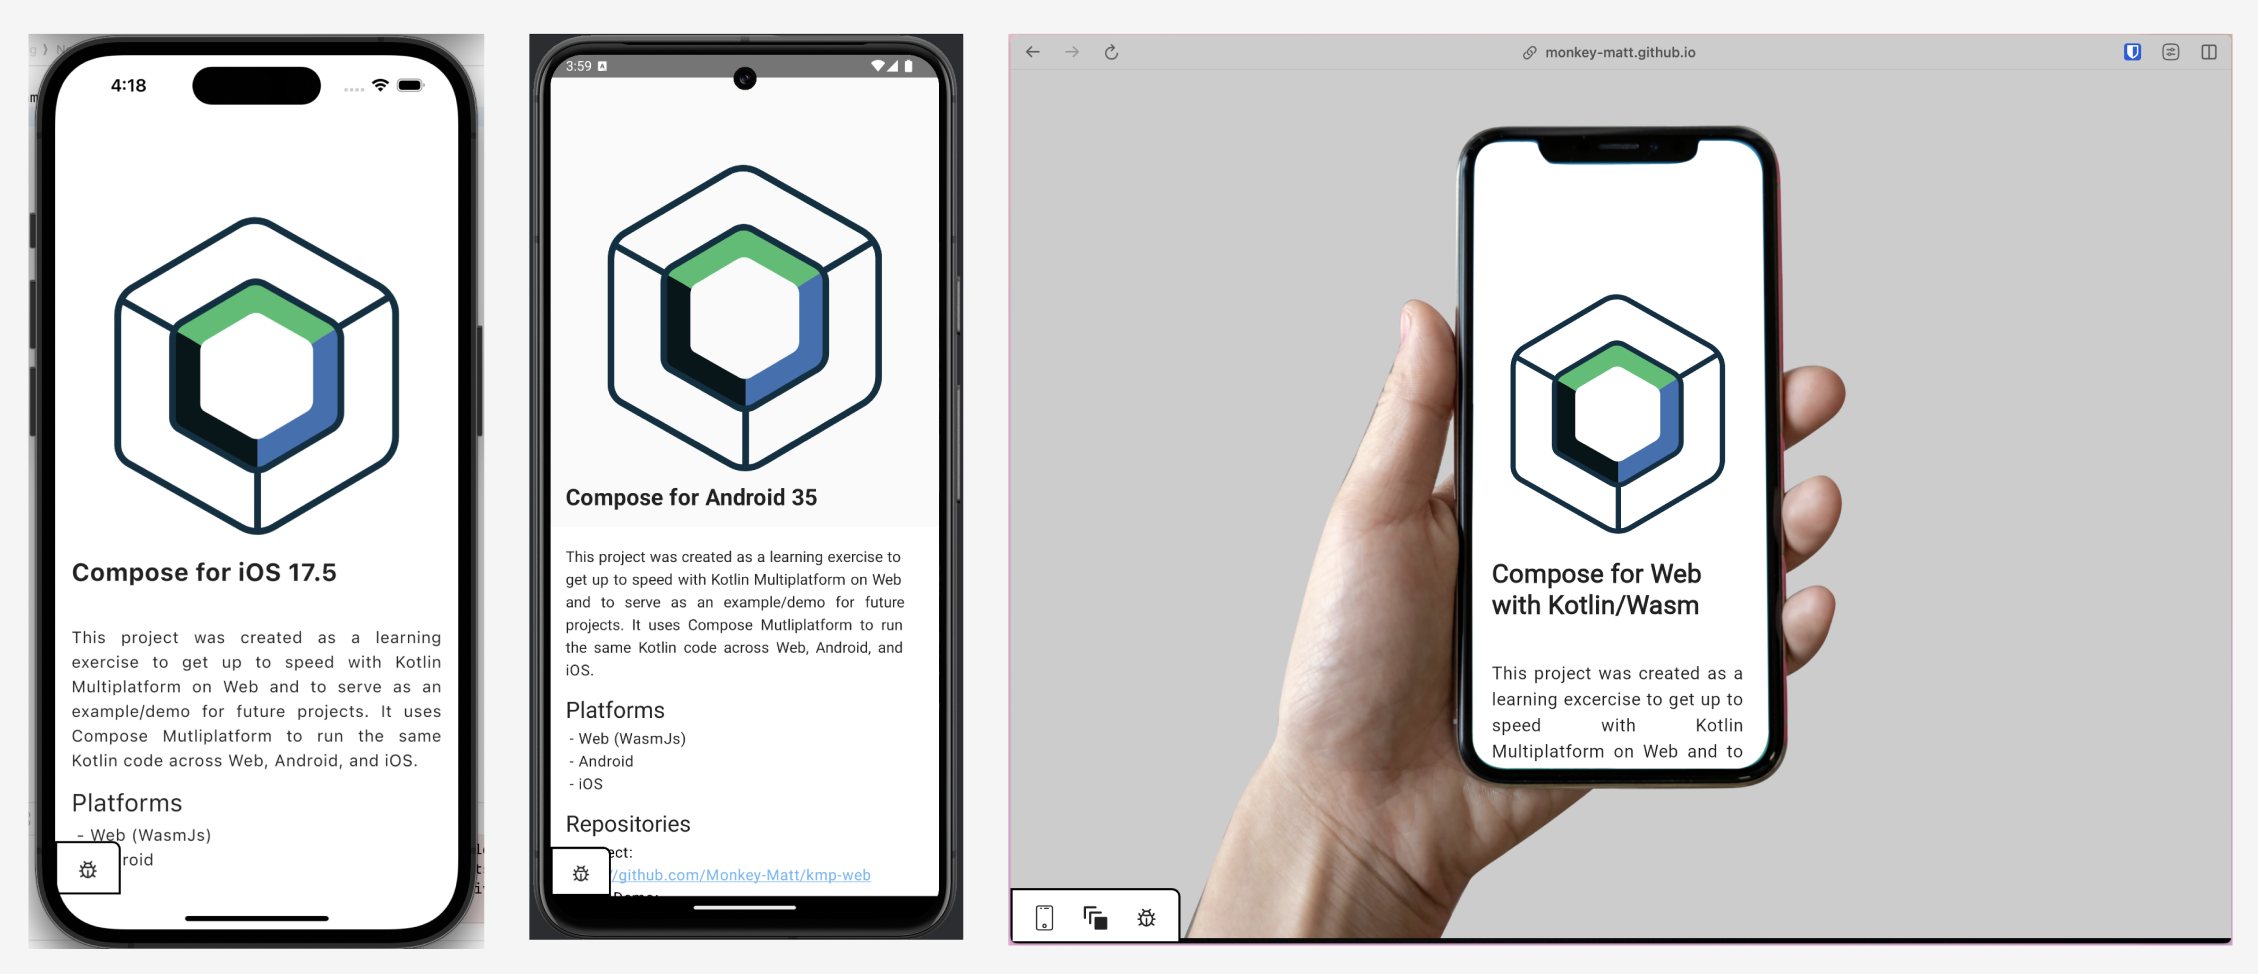 4:18
Compose for iOS 17.5
This project was created as a learning
exercise to get up to speed with Kotlin
Multiplatform on Web and to serve as an
example/demo for future projects. It uses
Compose Mutliplatform to run the same
Kotlin code across Web, Android, and iOS.
Platforms
- Web (WasmJs)
roid
3:59
Compose for Android 35
This project was created as a learning exercise to
get up to speed with Kotlin Multiplatform on Web
and to serve as an example/demo for future
projects. It uses Compose Mutliplatform to run
the same Kotlin code across Web, Android, and
iOS.
Platforms
- Web (WasmJs)
- Android
- iOS
Repositories
ect:
/github.com/Monkey-Matt/kmp-web
Demo:
monkey-matt.github.io
Compose for Web
with Kotlin/Wasm
This project was created as a
learning excercise to get up to
speed with Kotlin
Multiplatform on Web and to